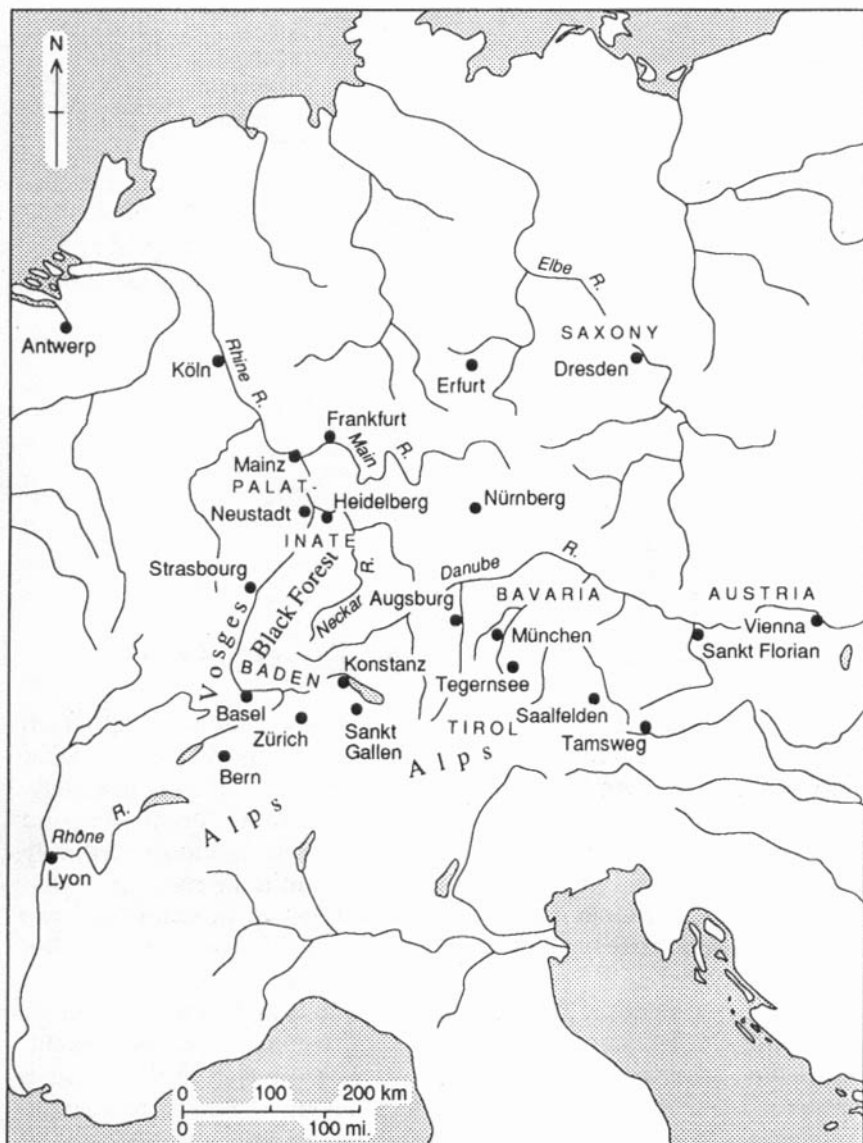 N
Elbe R.
SAXONY
Antwerp
Köln
Rhine R.
Erfurt
Dresden
Frankfurt
Main R.
Mainz
PALAT-
INATE
Neustadt
Heidelberg
Nürnberg
Strasbourg
Vosges
Black Forest
Neckar R.
Danube R.
Augsburg
BAVARIA
AUSTRIA
München
Vienna
Sankt Florian
BADEN
Konstanz
Tegernsee
Basel
Zürich
Sankt
Gallen
TIROL
Saalfelden
Tamsweg
Alps
Bern
Alps
Rhône R.
Lyon
0 100 200 km
0 100 mi.